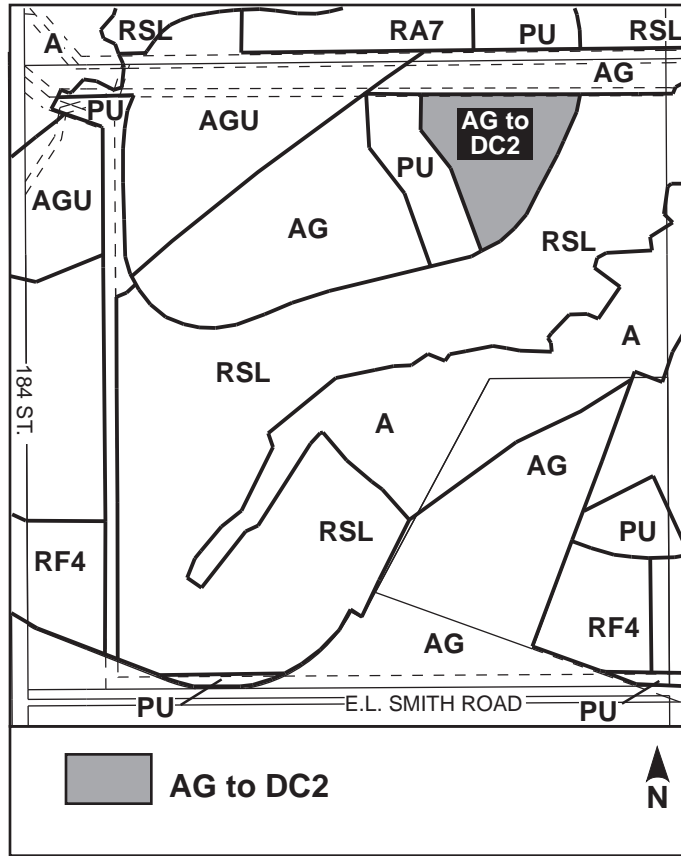 A RSL RA7 PU RSL
AG
PU AGU AG to
DC2
PU
AGU
AG RSL
A
RSL
184 ST.
A
AG
RSL PU
RF4
RF4
AG
PU E.L. SMITH ROAD PU
AG to DC2
N